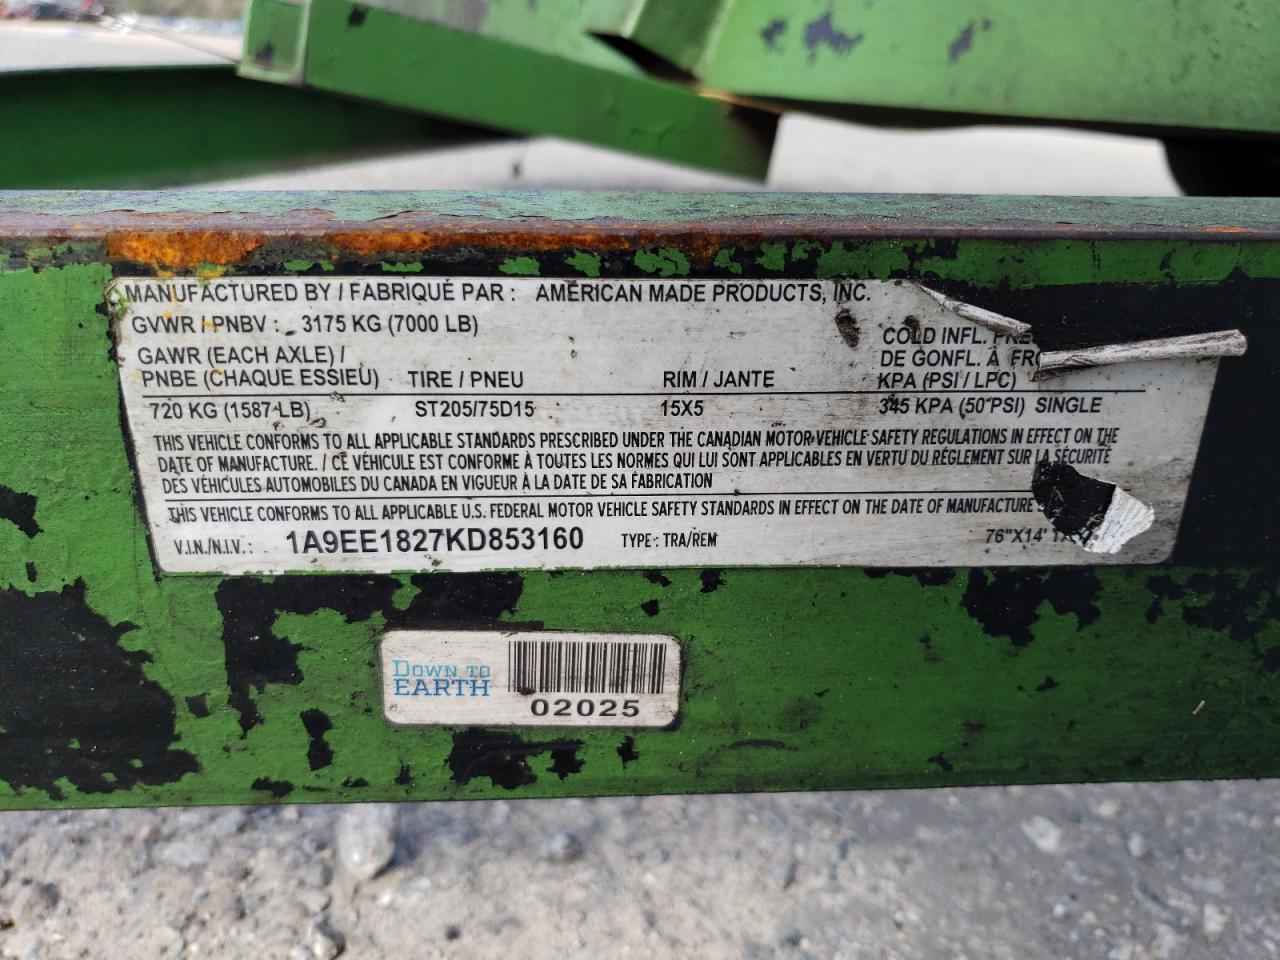 MANUFACTURED BY / FABRIQUÉ PAR : AMERICAN MADE PRODUCTS, INC.
GVWR / PNBV : 3175 KG (7000 LB)
GAWR (EACH AXLE) / COLD INFL.
DE GONFL. À
PNBE (CHAQUE ESSIEU) TIRE / PNEU RIM / JANTE KPA (PSI / LPC)
720 KG (1587 LB) ST205/75D15 15X5 345 KPA (50 PSI) SINGLE
THIS VEHICLE CONFORMS TO ALL APPLICABLE STANDARDS PRESCRIBED UNDER THE CANADIAN MOTOR VEHICLE SAFETY REGULATIONS IN EFFECT ON THE
DATE OF MANUFACTURE. / CE VÉHICULE EST CONFORME À TOUTES LES NORMES QUI LUI SONT APPLICABLES EN VERTU DU RÈGLEMENT SUR LA SÉCURITÉ
DES VÉHICULES AUTOMOBILES DU CANADA EN VIGUEUR À LA DATE DE SA FABRICATION
THIS VEHICLE CONFORMS TO ALL APPLICABLE U.S. FEDERAL MOTOR VEHICLE SAFETY STANDARDS IN EFFECT ON THE DATE OF MANUFACTURE
V.I.N./N.I.V.: 1A9EE1827KD853160 TYPE: TRA/REM 76"X14'
DOWN TO
EARTH
02025